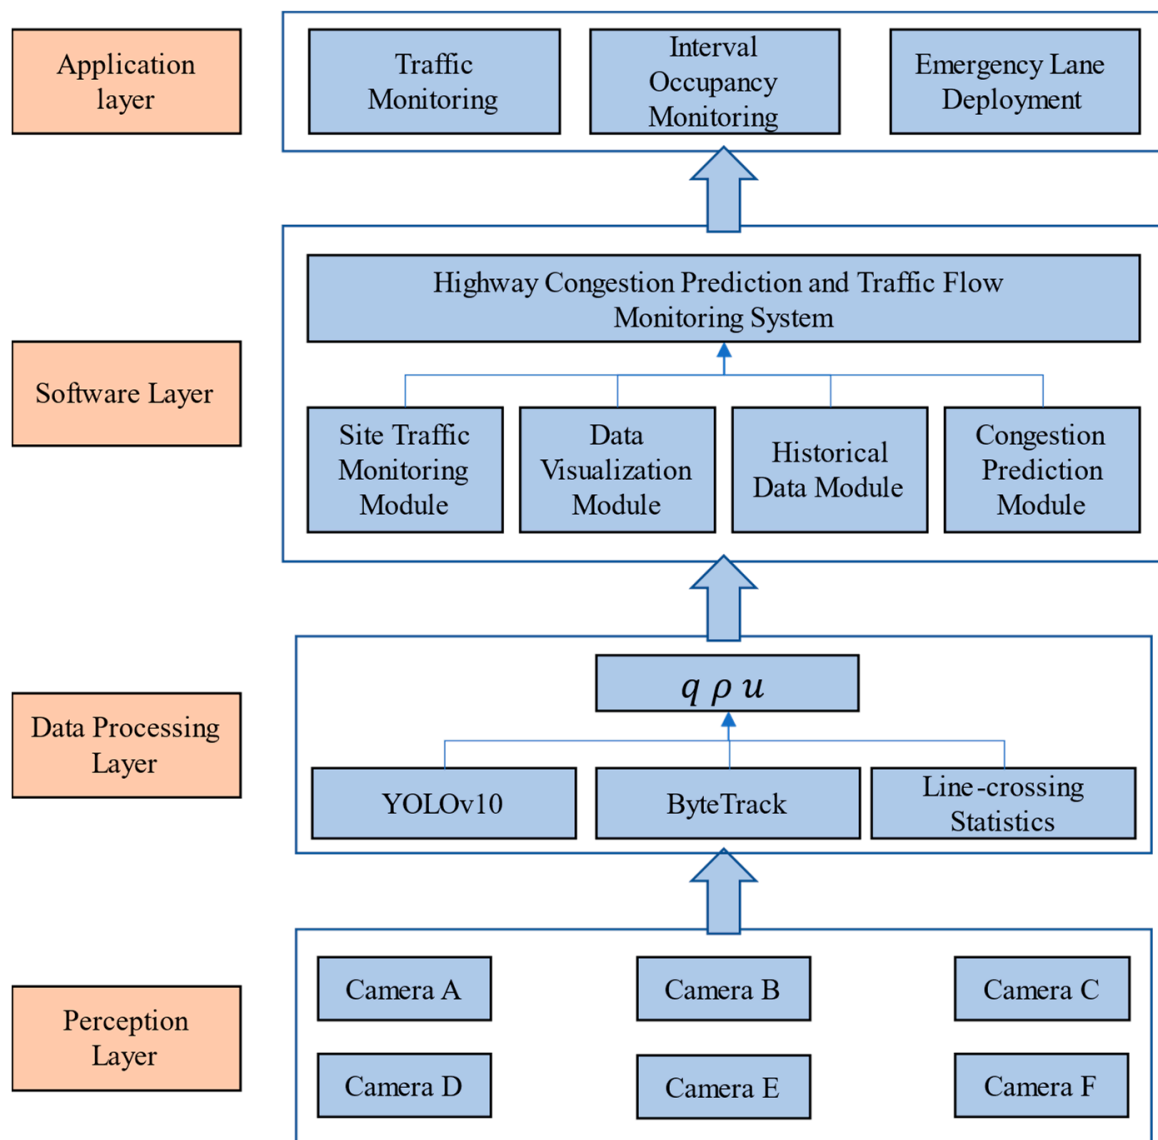 Application
layer
Traffic
Monitoring
Interval
Occupancy
Monitoring
Emergency Lane
Deployment
Software Layer
Highway Congestion Prediction and Traffic Flow
Monitoring System
Site Traffic
Monitoring
Module
Data
Visualization
Module
Historical
Data Module
Congestion
Prediction
Module
Data Processing
Layer
q ρ u
YOLOv10
ByteTrack
Line-crossing
Statistics
Perception
Layer
Camera A
Camera B
Camera C
Camera D
Camera E
Camera F